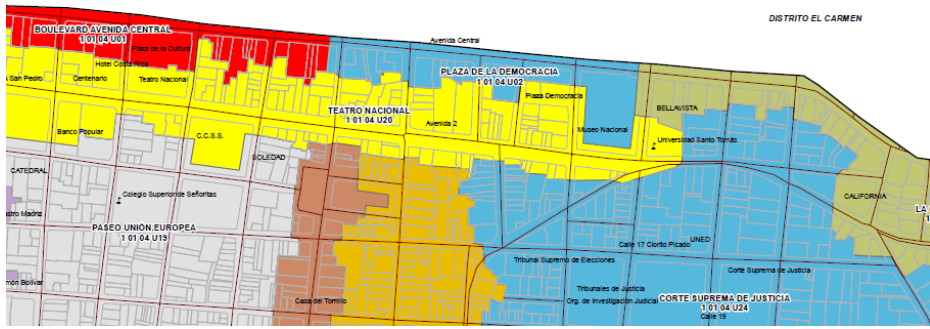 DISTRITO EL CARMEN
BOULEVARD AVENIDA CENTRAL
1 01 04 U01
Avenida Central
Plaza de la Cultura
Hotel Costa Rica
San Pedro
Centenario
Teatro Nacional
PLAZA DE LA DEMOCRACIA
1 01 04 U02
Plaza Democracia
BELLAVISTA
TEATRO NACIONAL
1 01 04 U20
Avenida 2
Museo Nacional
Banco Popular
C.C.S.S.
Universidad Santo Tomás
SOLEDAD
CATEDRAL
Colegio Superior de Señoritas
CALIFORNIA
LA
PASEO UNIÓN EUROPEA
1 01 04 U19
Calle 17 Cionto Picado
UNED
Tribunal Supremo de Elecciones
Corte Suprema de Justicia
Bolívar
Tribunales de Justicia
Casa del Tornillo
Org. de Investigación Judicial
CORTE SUPREMA DE JUSTICIA
1 01 04 U24
Calle 19